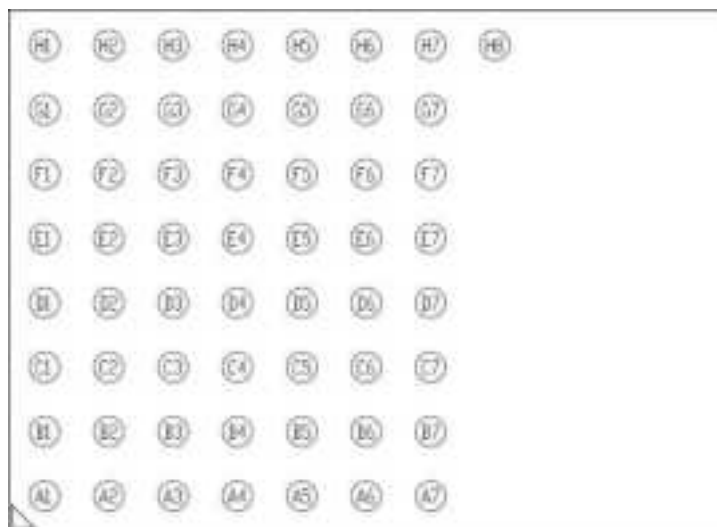 H1 H2 H3 H4 H5 H6 H7 H8
G1 G2 G3 G4 G5 G6 G7
F1 F2 F3 F4 F5 F6 F7
E1 E2 E3 E4 E5 E6 E7
D1 D2 D3 D4 D5 D6 D7
C1 C2 C3 C4 C5 C6 C7
B1 B2 B3 B4 B5 B6 B7
A1 A2 A3 A4 A5 A6 A7